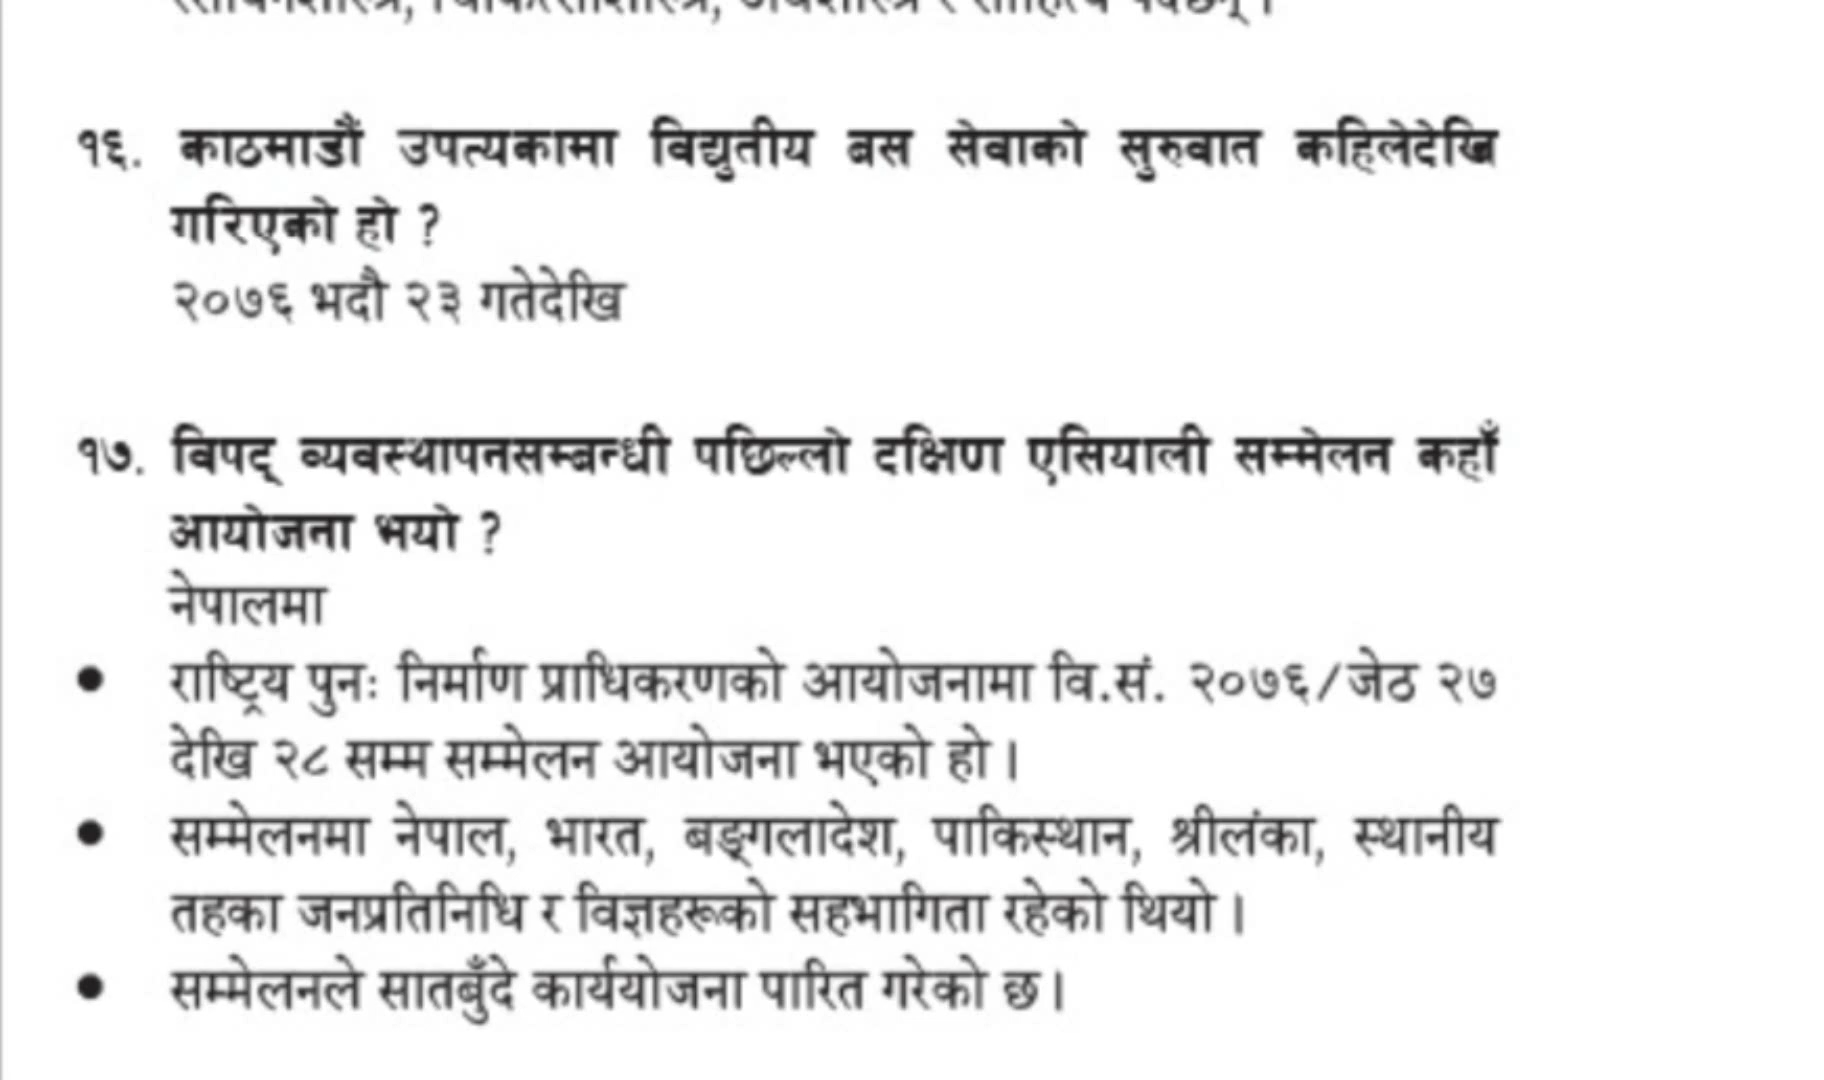 १६. काठमाडौं उपत्यकामा विद्युतीय बस सेवाको सुरुवात कहिलेदेखि
गरिएको हो ?
२०७६ भदौ २३ गतेदेखि
१७. विपद् व्यवस्थापनसम्बन्धी पछिल्लो दक्षिण एसियाली सम्मेलन कहाँ
आयोजना भयो ?
नेपालमा
● राष्ट्रिय पुनः निर्माण प्राधिकरणको आयोजनामा वि.सं. २०७६/जेठ २७
देखि २८ सम्म सम्मेलन आयोजना भएको हो।
● सम्मेलनमा नेपाल, भारत, बङ्गलादेश, पाकिस्थान, श्रीलंका, स्थानीय
तहका जनप्रतिनिधि र विज्ञहरूको सहभागिता रहेको थियो।
● सम्मेलनले सातबुँदे कार्ययोजना पारित गरेको छ।